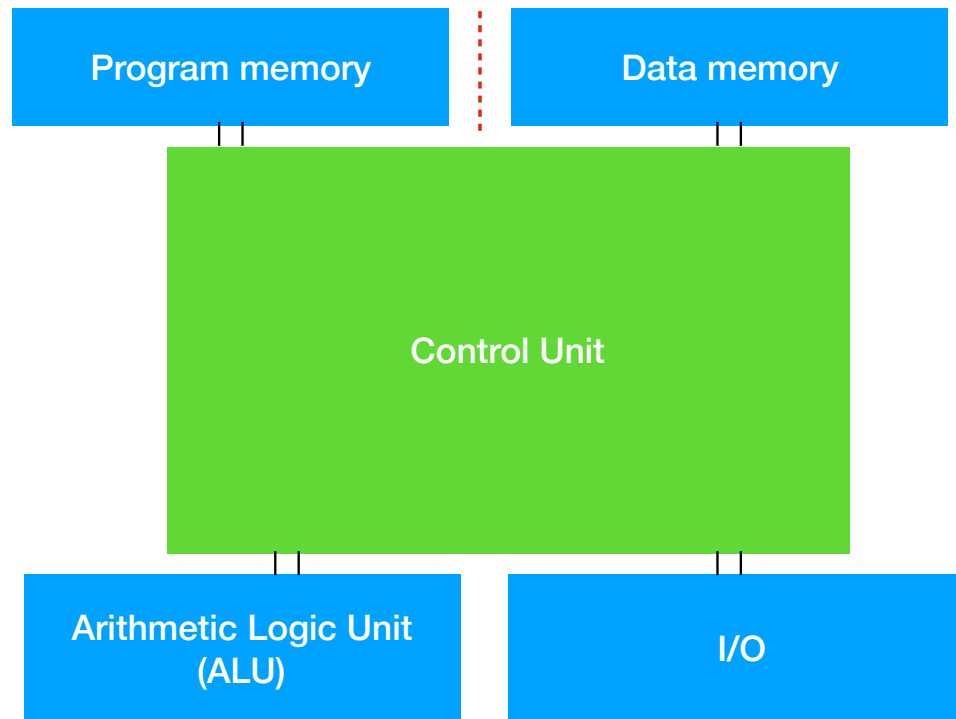 Program memory
Data memory
Control Unit
Arithmetic Logic Unit
(ALU)
I/O